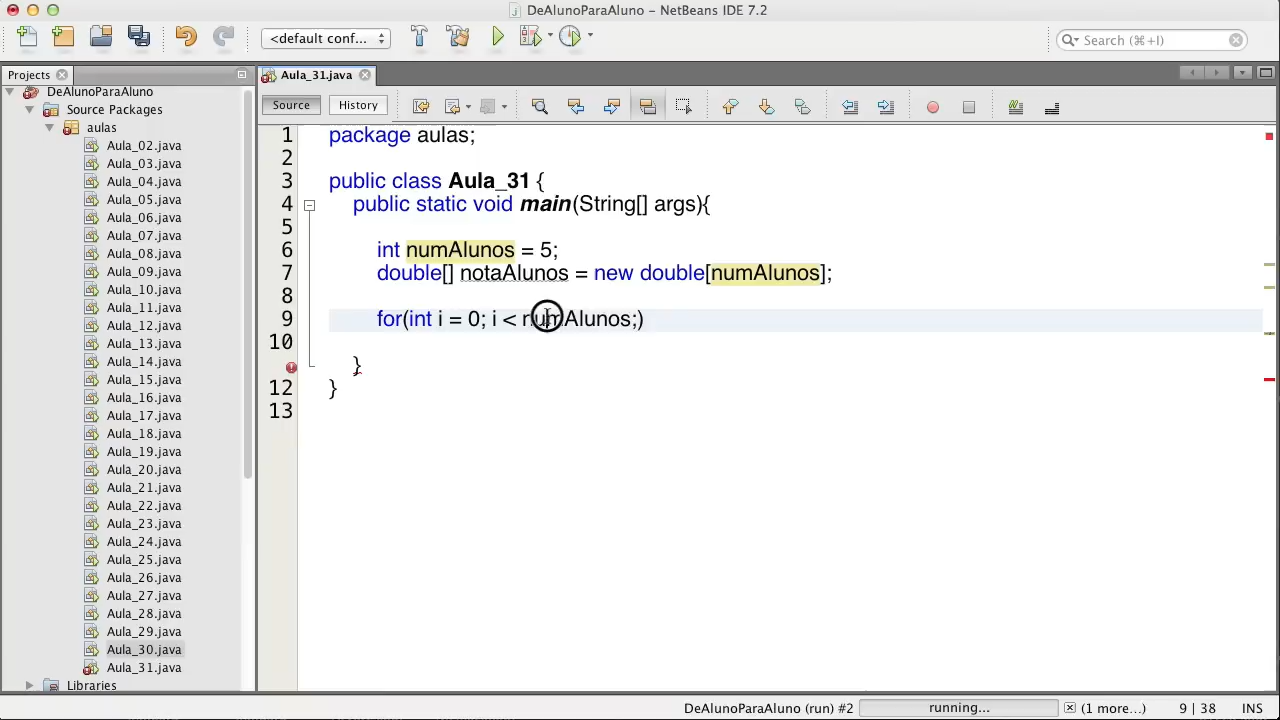 DeAlunoParaAluno – NetBeans IDE 7.2
<default conf...
Search (⌘+I)
Projects
Aula_31.java
DeAlunoParaAluno
Source Packages
aulas
Aula_02.java
Aula_03.java
Aula_04.java
Aula_05.java
Aula_06.java
Aula_07.java
Aula_08.java
Aula_09.java
Aula_10.java
Aula_11.java
Aula_12.java
Aula_13.java
Aula_14.java
Aula_15.java
Aula_16.java
Aula_17.java
Aula_18.java
Aula_19.java
Aula_20.java
Aula_21.java
Aula_22.java
Aula_23.java
Aula_24.java
Aula_25.java
Aula_26.java
Aula_27.java
Aula_28.java
Aula_29.java
Aula_30.java
Aula_31.java
Libraries
Source History
1 package aulas;
2
3 public class Aula_31 {
4 public static void main(String[] args){
5
6 int numAlunos = 5;
7 double[] notaAlunos = new double[numAlunos];
8
9 for(int i = 0; i < numAlunos;)
10
}
12 }
13
DeAlunoParaAluno (run) #2 running... (1 more...) 9 | 38 INS